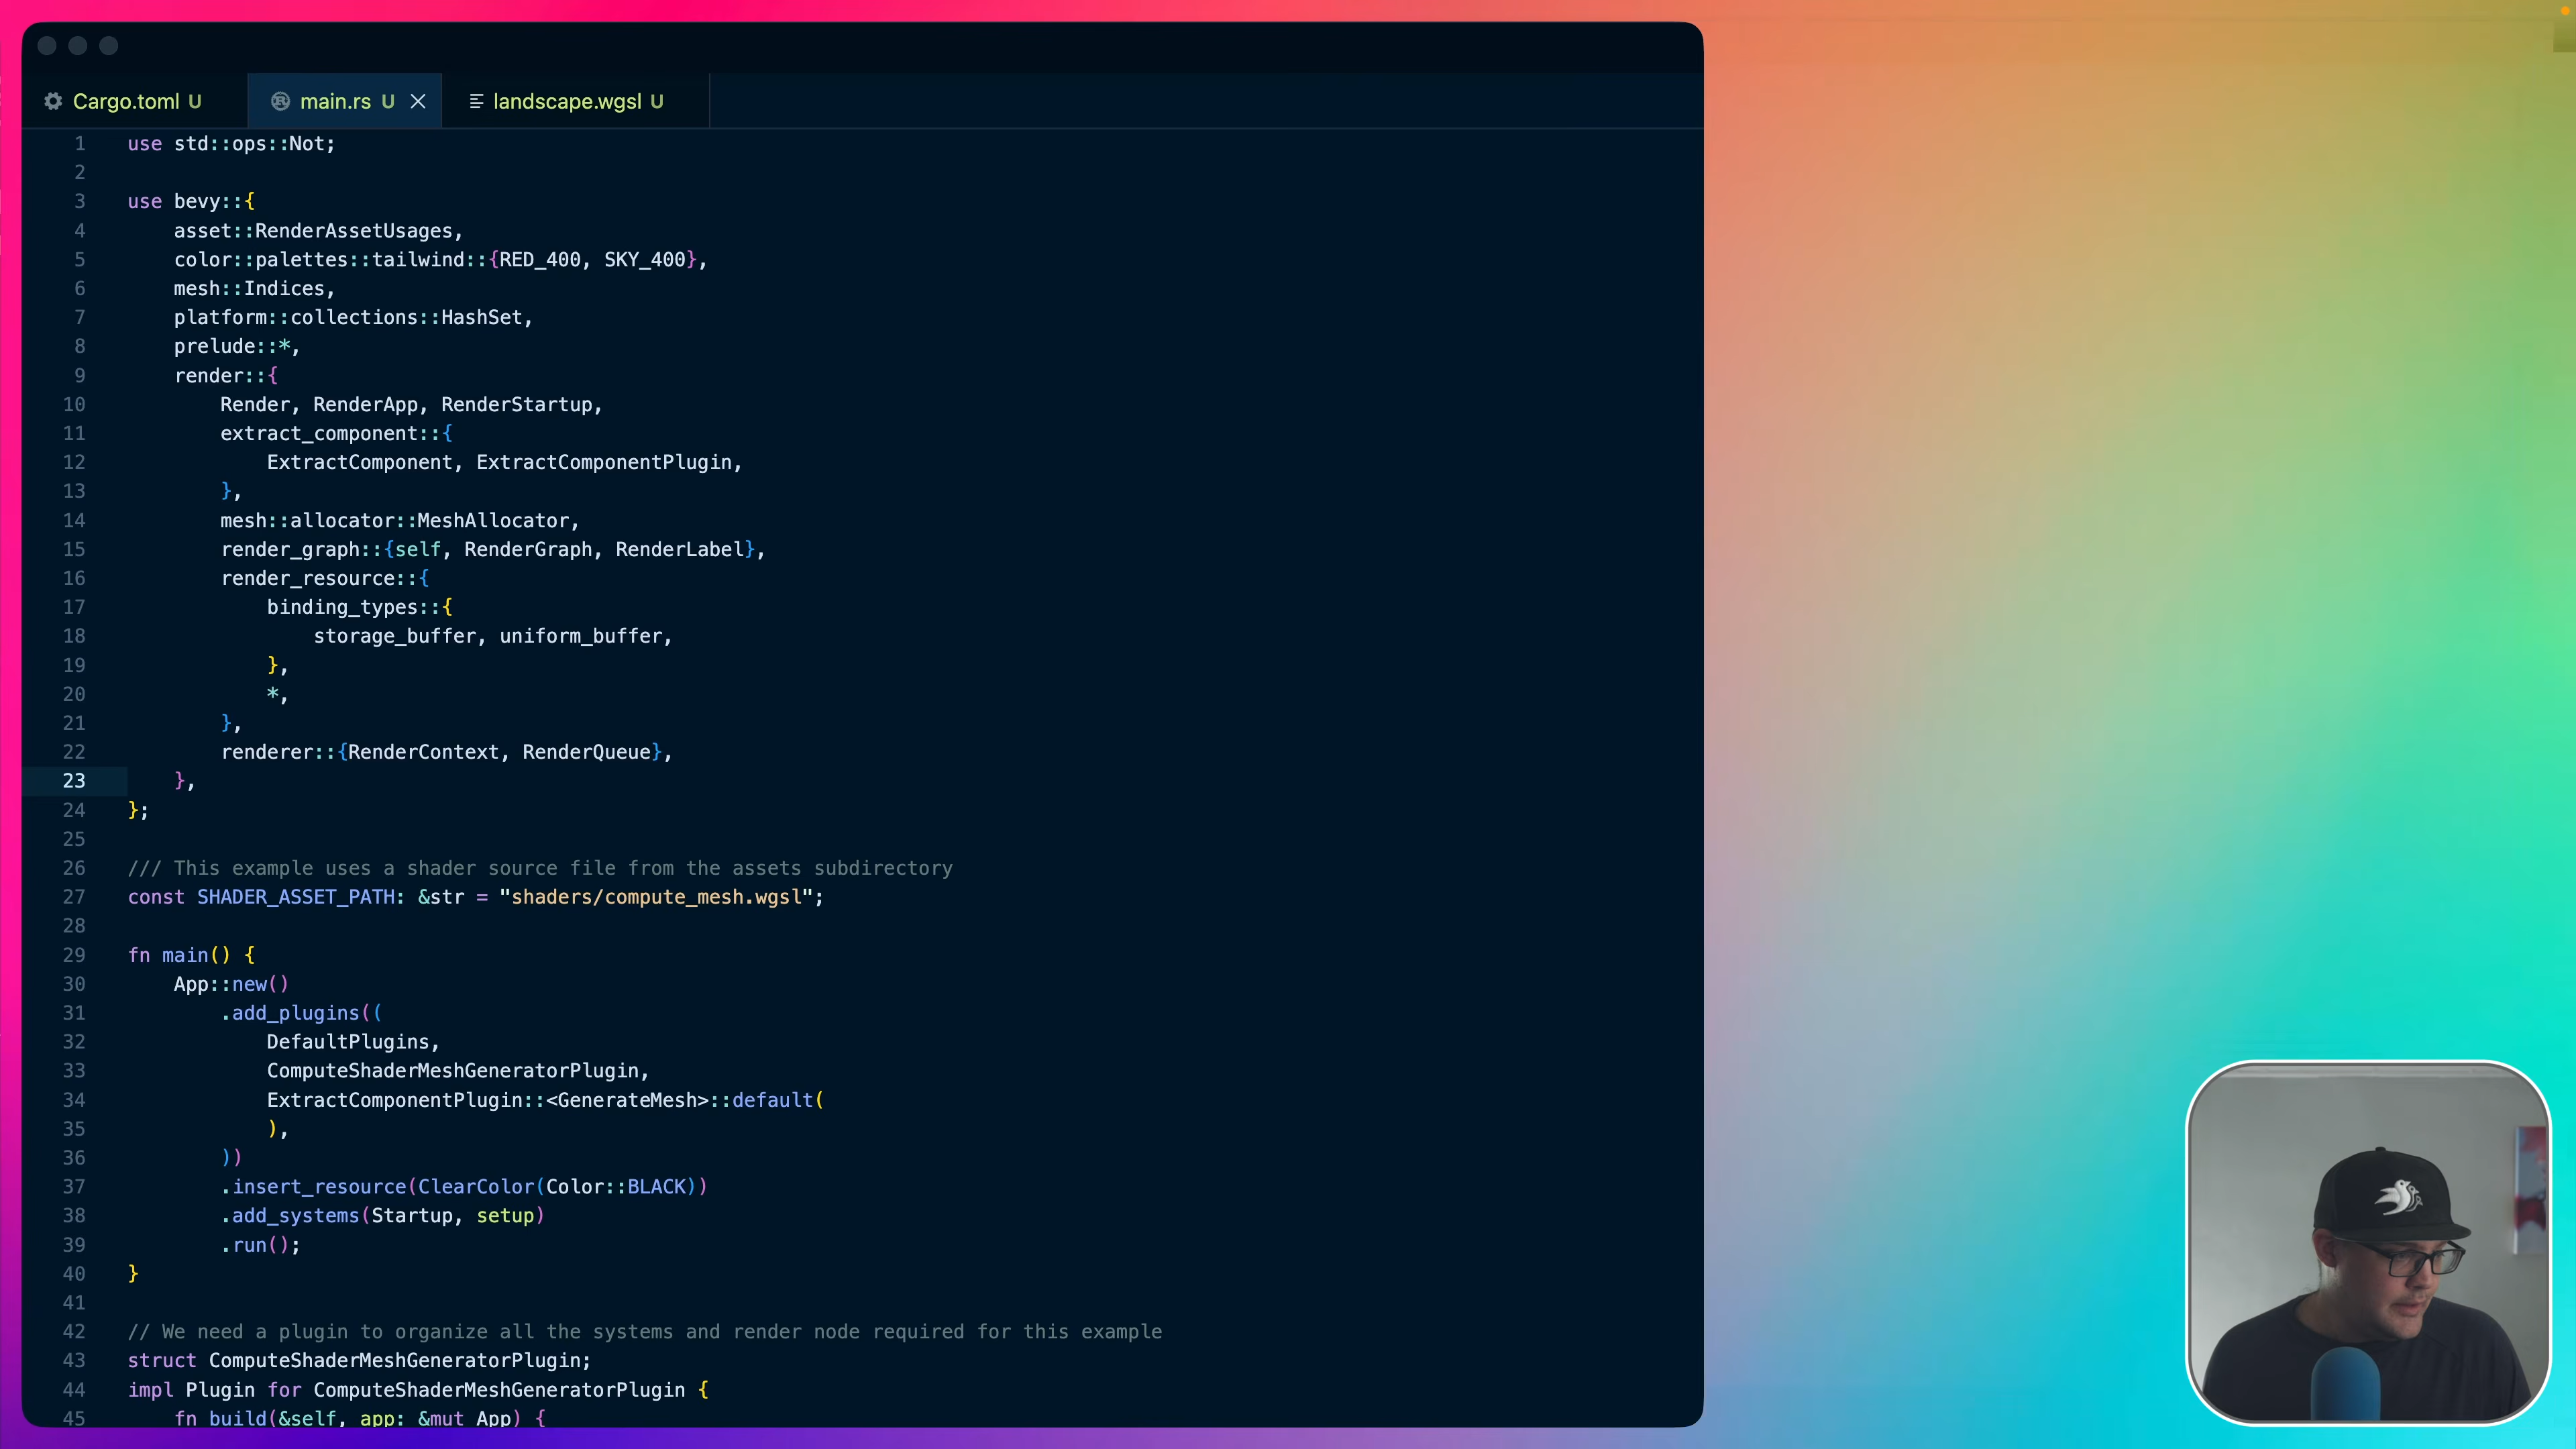 Cargo.toml U
main.rs U
landscape.wgsl U
1 use std::ops::Not;
2
3 use bevy::{
4 asset::RenderAssetUsages,
5 color::palettes::tailwind::{RED_400, SKY_400},
6 mesh::Indices,
7 platform::collections::HashSet,
8 prelude::*,
9 render::{
10 Render, RenderApp, RenderStartup,
11 extract_component::{
12 ExtractComponent, ExtractComponentPlugin,
13 },
14 mesh::allocator::MeshAllocator,
15 render_graph::{self, RenderGraph, RenderLabel},
16 render_resource::{
17 binding_types::{
18 storage_buffer, uniform_buffer,
19 },
20 *,
21 },
22 renderer::{RenderContext, RenderQueue},
23 },
24 };
25
26 /// This example uses a shader source file from the assets subdirectory
27 const SHADER_ASSET_PATH: &str = "shaders/compute_mesh.wgsl";
28
29 fn main() {
30 App::new()
31 .add_plugins((
32 DefaultPlugins,
33 ComputeShaderMeshGeneratorPlugin,
34 ExtractComponentPlugin::<GenerateMesh>::default(
35 ),
36 ))
37 .insert_resource(ClearColor(Color::BLACK))
38 .add_systems(Startup, setup)
39 .run();
40 }
41
42 // We need a plugin to organize all the systems and render node required for this example
43 struct ComputeShaderMeshGeneratorPlugin;
44 impl Plugin for ComputeShaderMeshGeneratorPlugin {
45 fn build(&self, app: &mut App) {